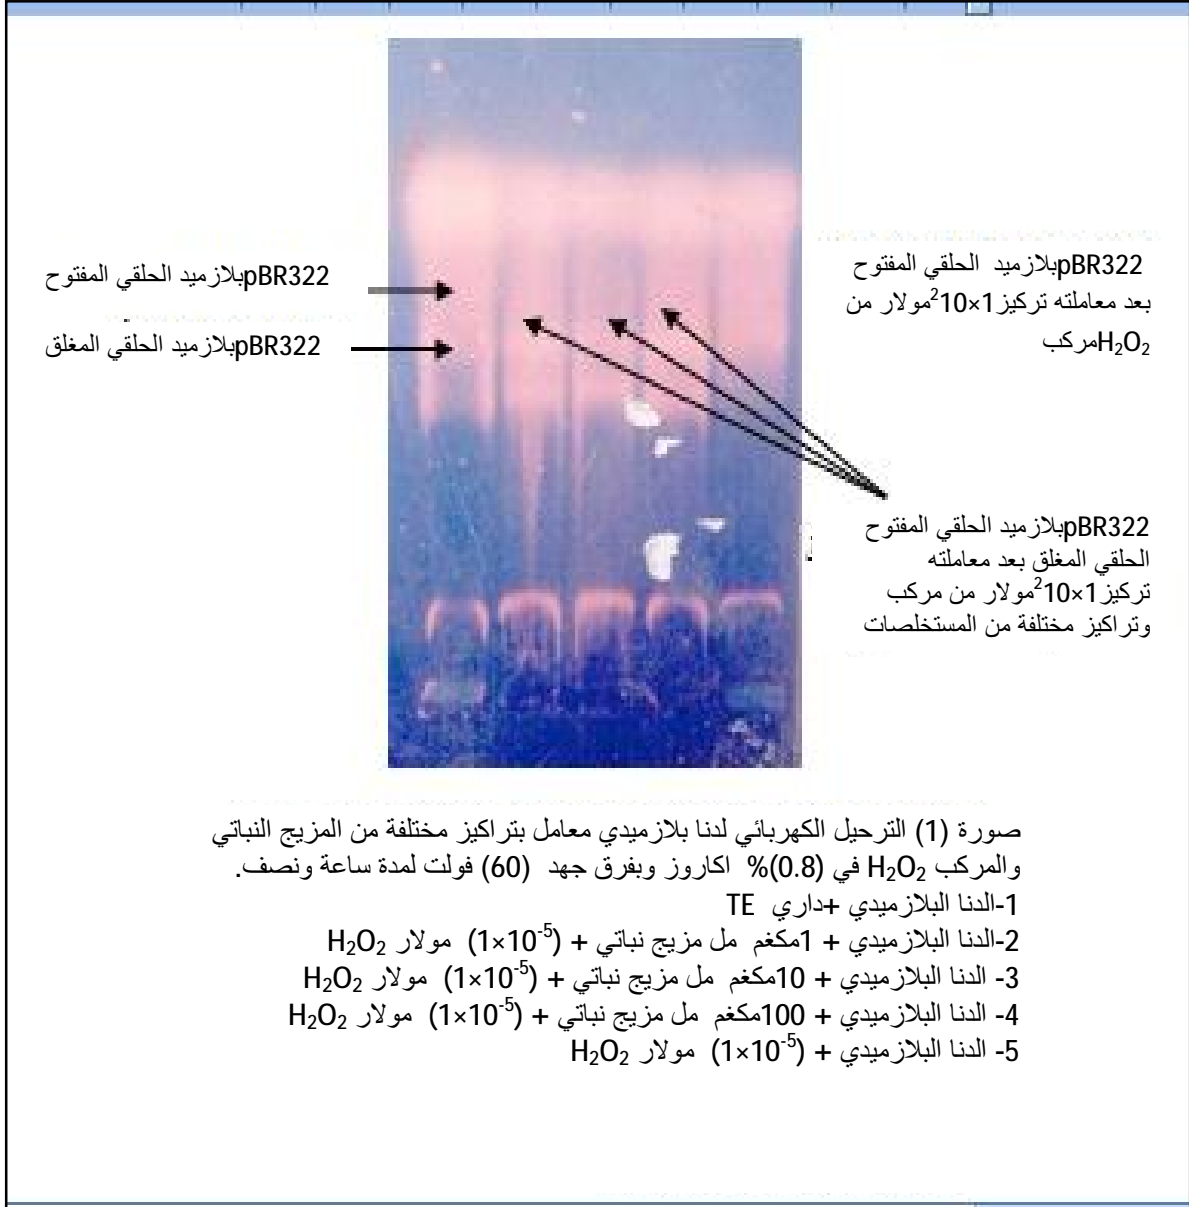 pBR322بلازميد الحلقي المفتوح
pBR322بلازميد الحلقي المغلق
pBR322بلازميد الحلقي المفتوح
بعد معاملته تركيز1×10²مولار من
H₂O₂مركب
pBR322بلازميد الحلقي المفتوح
الحلقي المغلق بعد معاملته
تركيز1×10²مولار من مركب
وتراكيز مختلفة من المستخلصات
صورة (1) الترحيل الكهربائي لدنا بلازميدي معامل بتراكيز مختلفة من المزيج النباتي
والمركب H₂O₂ في (0.8)% اكاروز وبفرق جهد (60) فولت لمدة ساعة ونصف.
1-الدنا البلازميدي +داري TE
2-الدنا البلازميدي + 1مكغم مل مزيج نباتي + (1×10⁻⁵) مولار H₂O₂
3- الدنا البلازميدي + 10مكغم مل مزيج نباتي + (1×10⁻⁵) مولار H₂O₂
4- الدنا البلازميدي + 100مكغم مل مزيج نباتي + (1×10⁻⁵) مولار H₂O₂
5- الدنا البلازميدي + (1×10⁻⁵) مولار H₂O₂